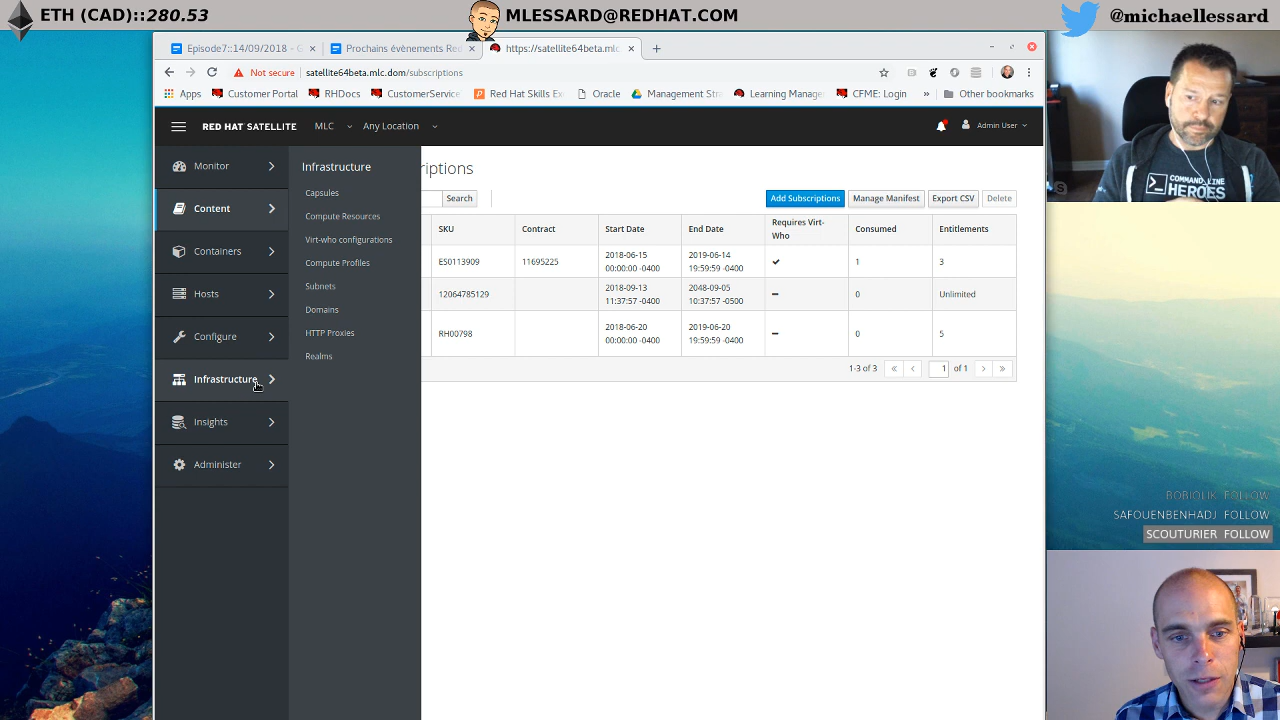 ETH (CAD)::280.53
MLESSARD@REDHAT.COM
@michaellessard
Episode7::14/09/2018 - G
Prochains évènements Red
https://satellite64beta.mlc
Not secure
satellite64beta.mlc.dom/subscriptions
Apps
Customer Portal
RHDocs
CustomerService
Red Hat Skills Ex
Oracle
Management Stra
Learning Manage
CFME: Login
»
Other bookmarks
RED HAT SATELLITE
MLC
Any Location
Admin User
Monitor
Content
Containers
Hosts
Configure
Infrastructure
Insights
Administer
Infrastructure
Capsules
Compute Resources
Virt-who configurations
Compute Profiles
Subnets
Domains
HTTP Proxies
Realms
riptions
Search
Add Subscriptions
Manage Manifest
Export CSV
Delete
SKU
Contract
Start Date
End Date
Requires Virt-
Who
Consumed
Entitlements
ES0113909
11695225
2018-06-15
00:00:00 -0400
2019-06-14
19:59:59 -0400
1
3
12064785129
2018-09-13
11:37:57 -0400
2048-09-05
10:37:57 -0500
0
Unlimited
RH00798
2018-06-20
00:00:00 -0400
2019-06-20
19:59:59 -0400
0
5
1-3 of 3
1
of 1
COMMAND LINE
HEROES
BOBIOLIK FOLLOW
SAFOUENBENHADJ FOLLOW
SCOUTURIER FOLLOW